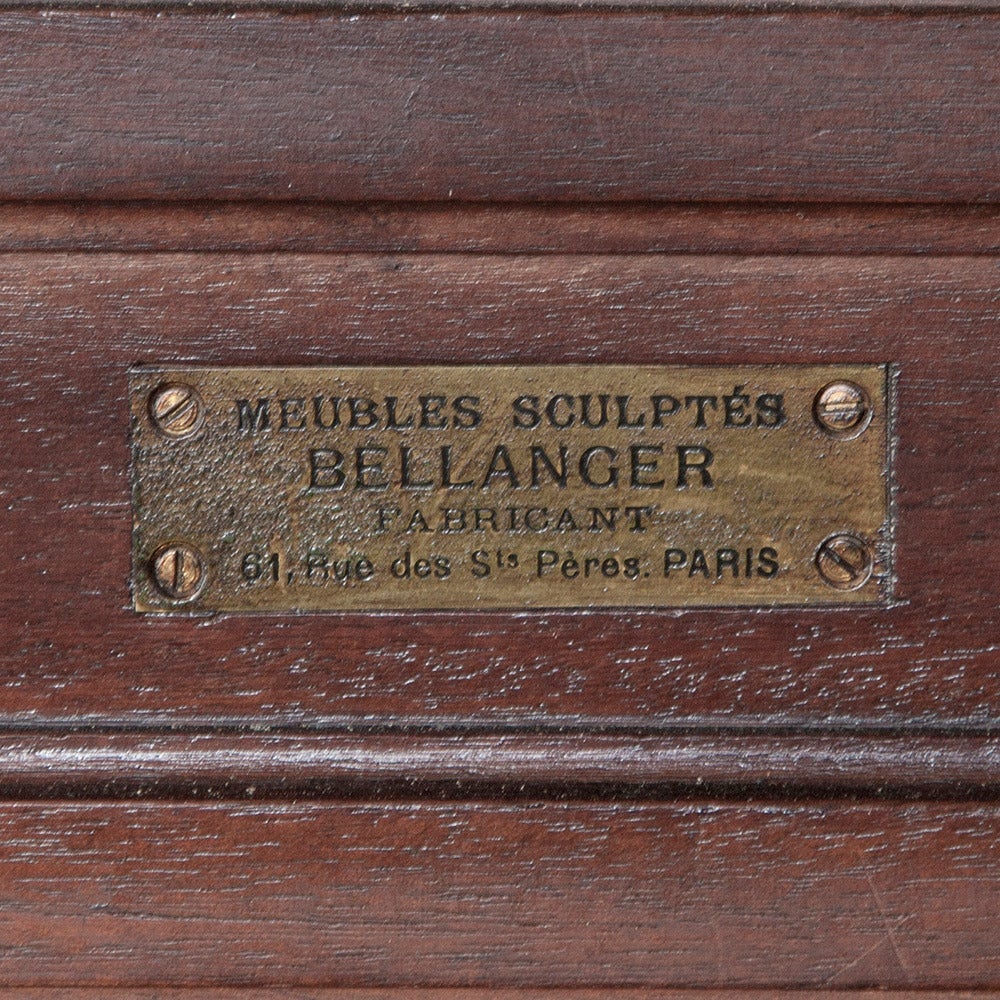 MEUBLES SCULPTÉS
BELLANGER
FABRICANT
61, Rue des Sts Pères. PARIS